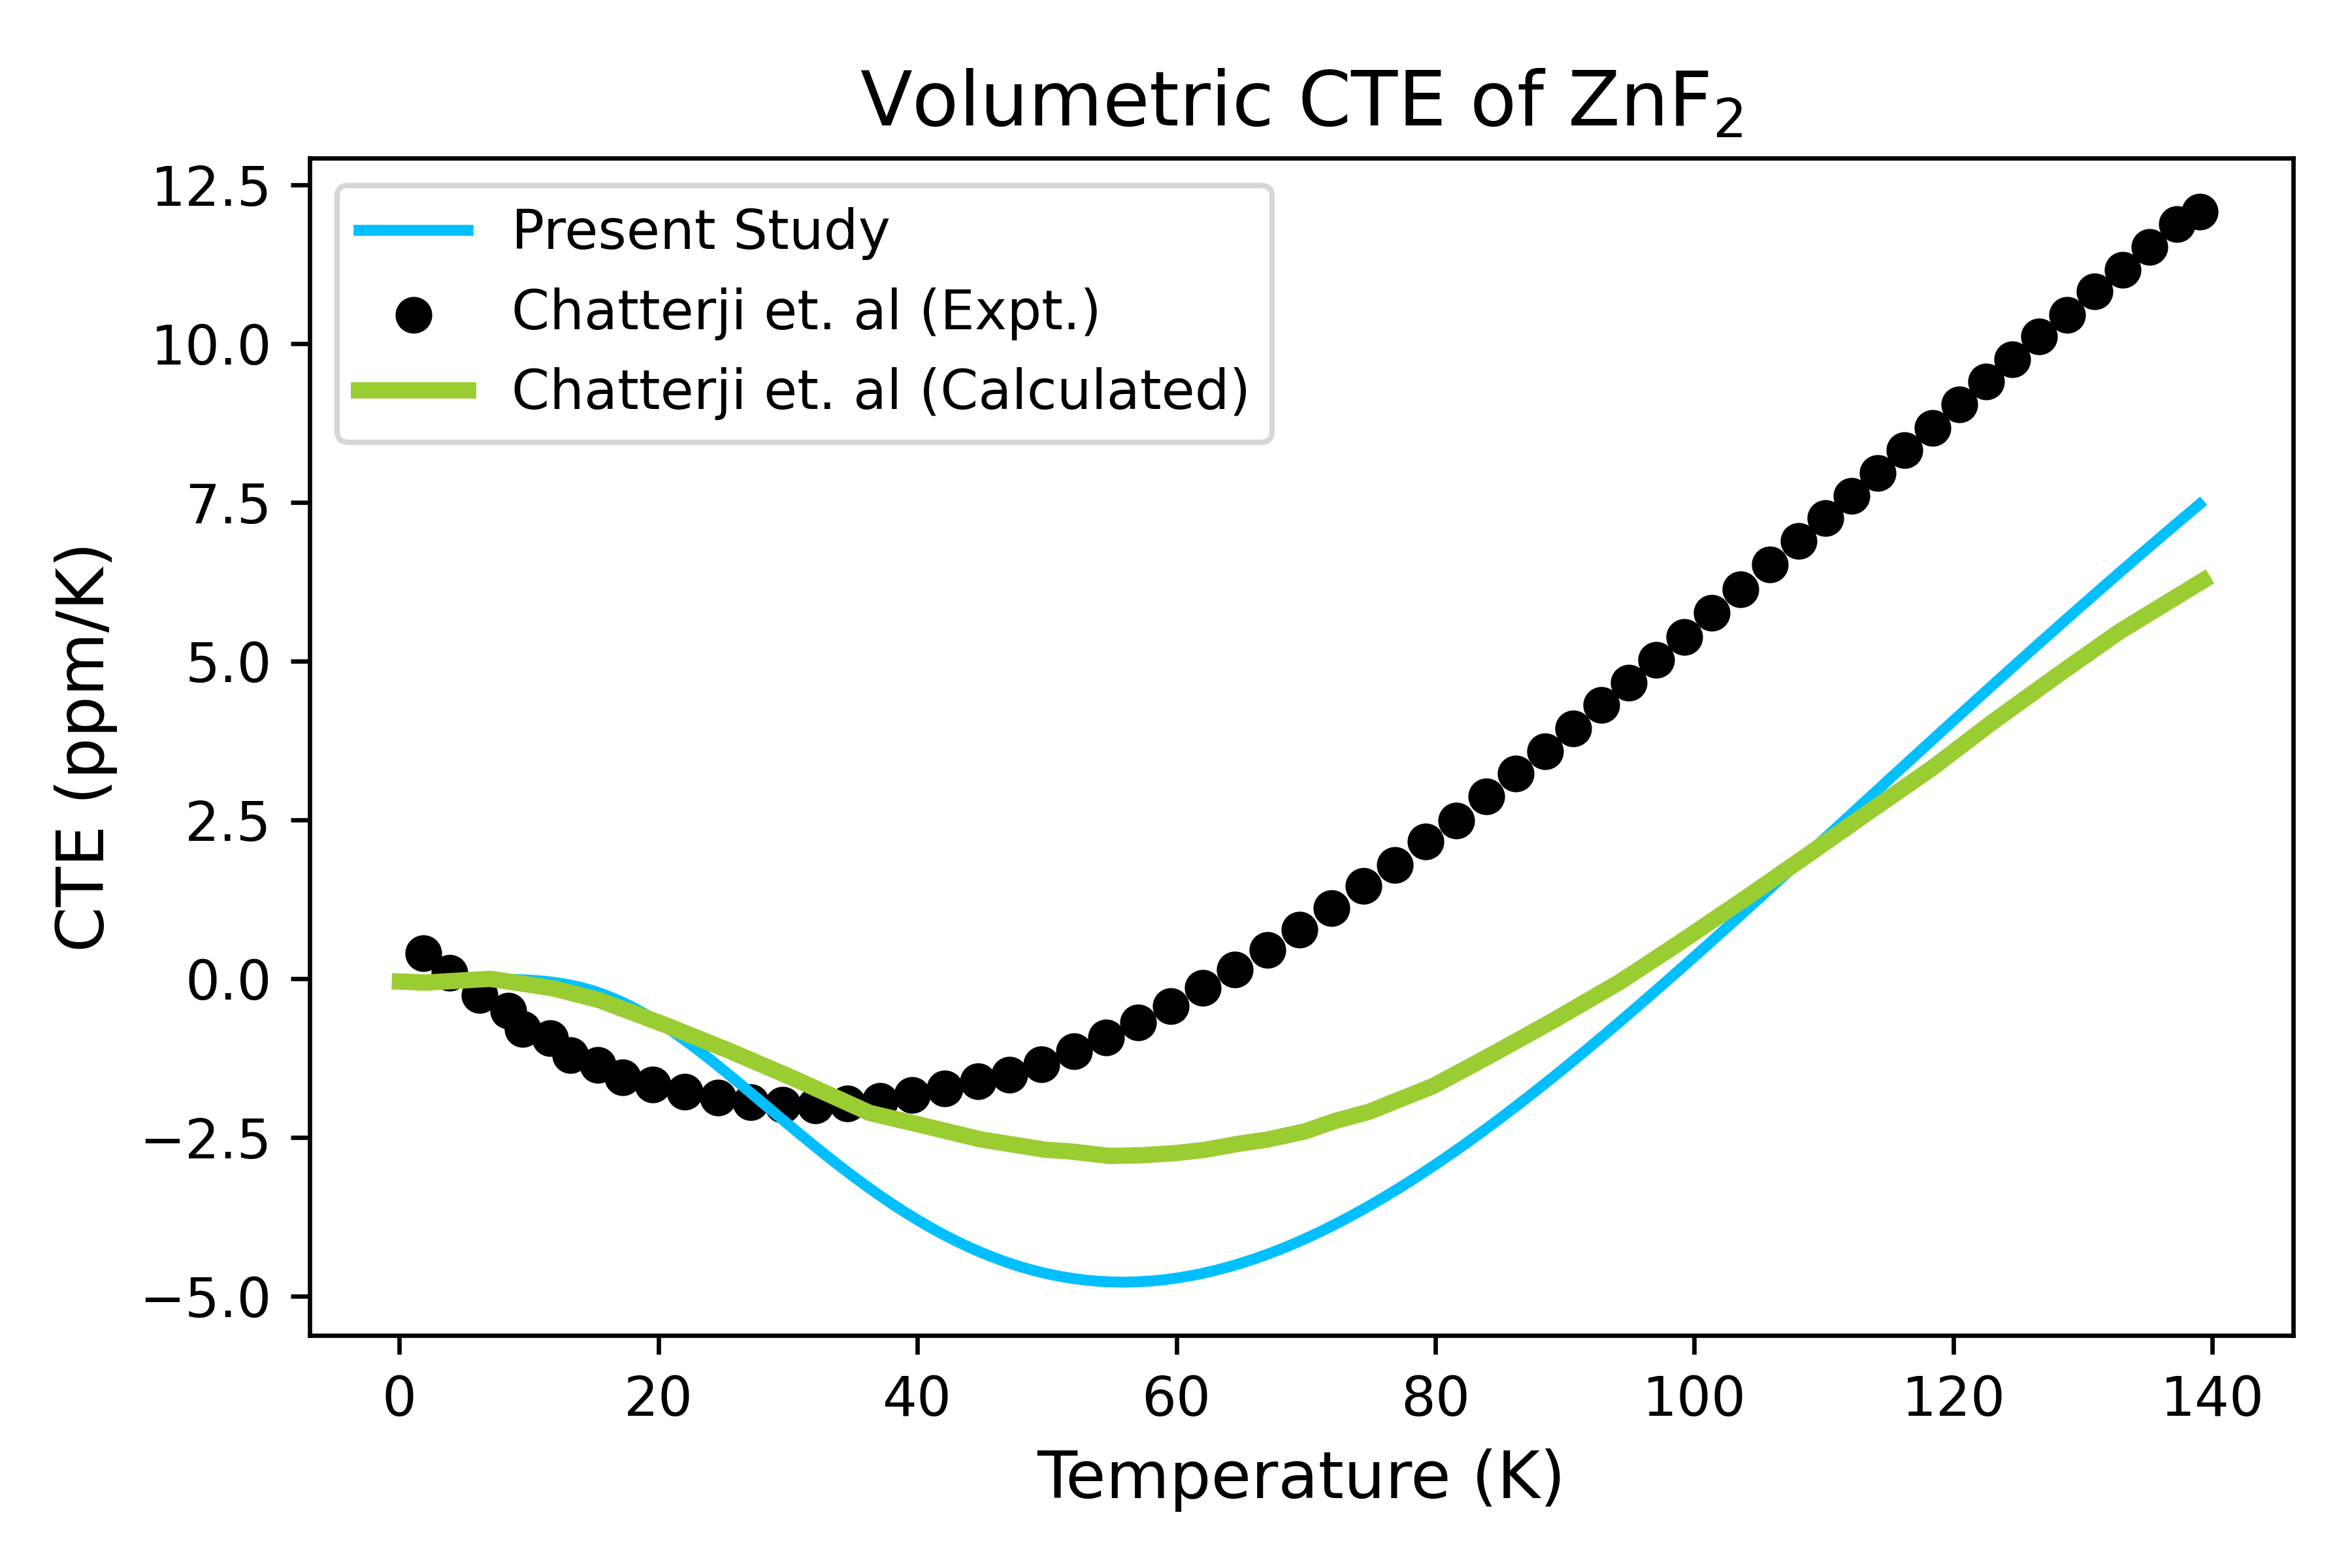 Volumetric CTE of ZnF₂
Present Study
Chatterji et. al (Expt.)
Chatterji et. al (Calculated)
CTE (ppm/K)
12.5
10.0
7.5
5.0
2.5
0.0
−2.5
−5.0
0 20 40 60 80 100 120 140
Temperature (K)